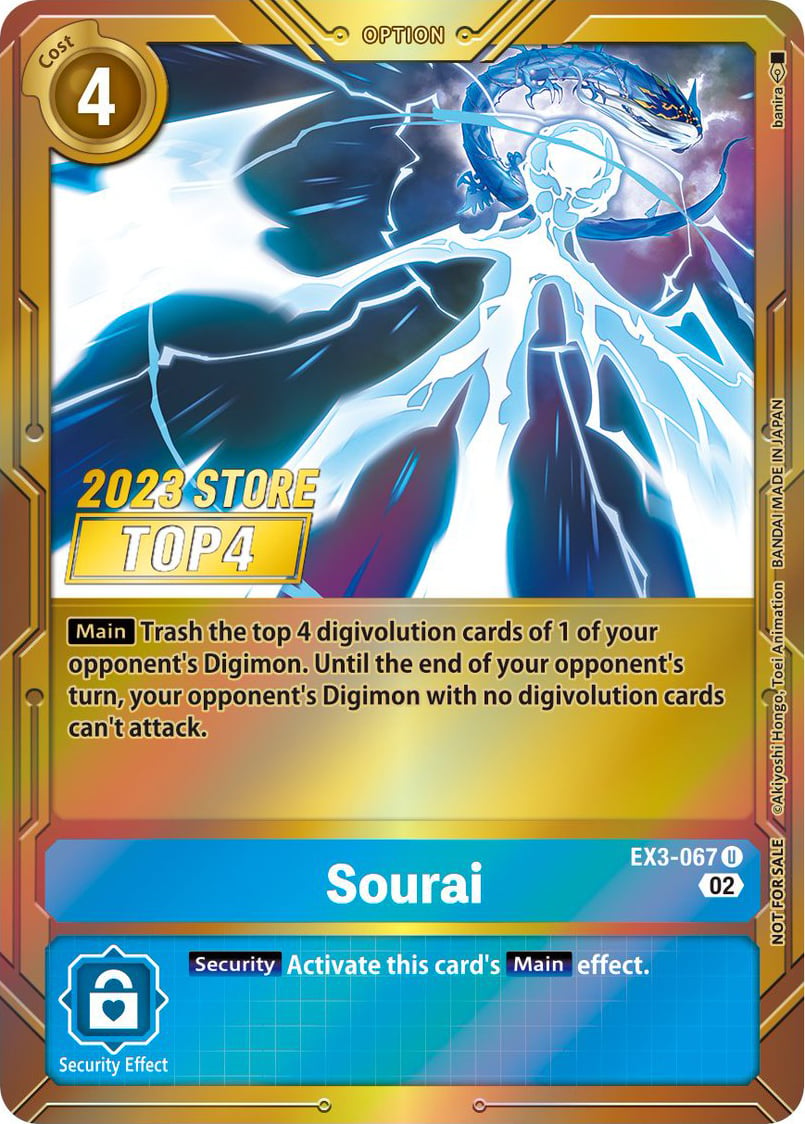 OPTION
Cost
4
banira
2023 STORE
TOP4
Main Trash the top 4 digivolution cards of 1 of your
opponent's Digimon. Until the end of your opponent's
turn, your opponent's Digimon with no digivolution cards
can't attack.
©Akiyoshi Hongo, Toei Animation BANDAI MADE IN JAPAN
NOT FOR SALE
EX3-067 U
02
Sourai
Security Activate this card's Main effect.
Security Effect